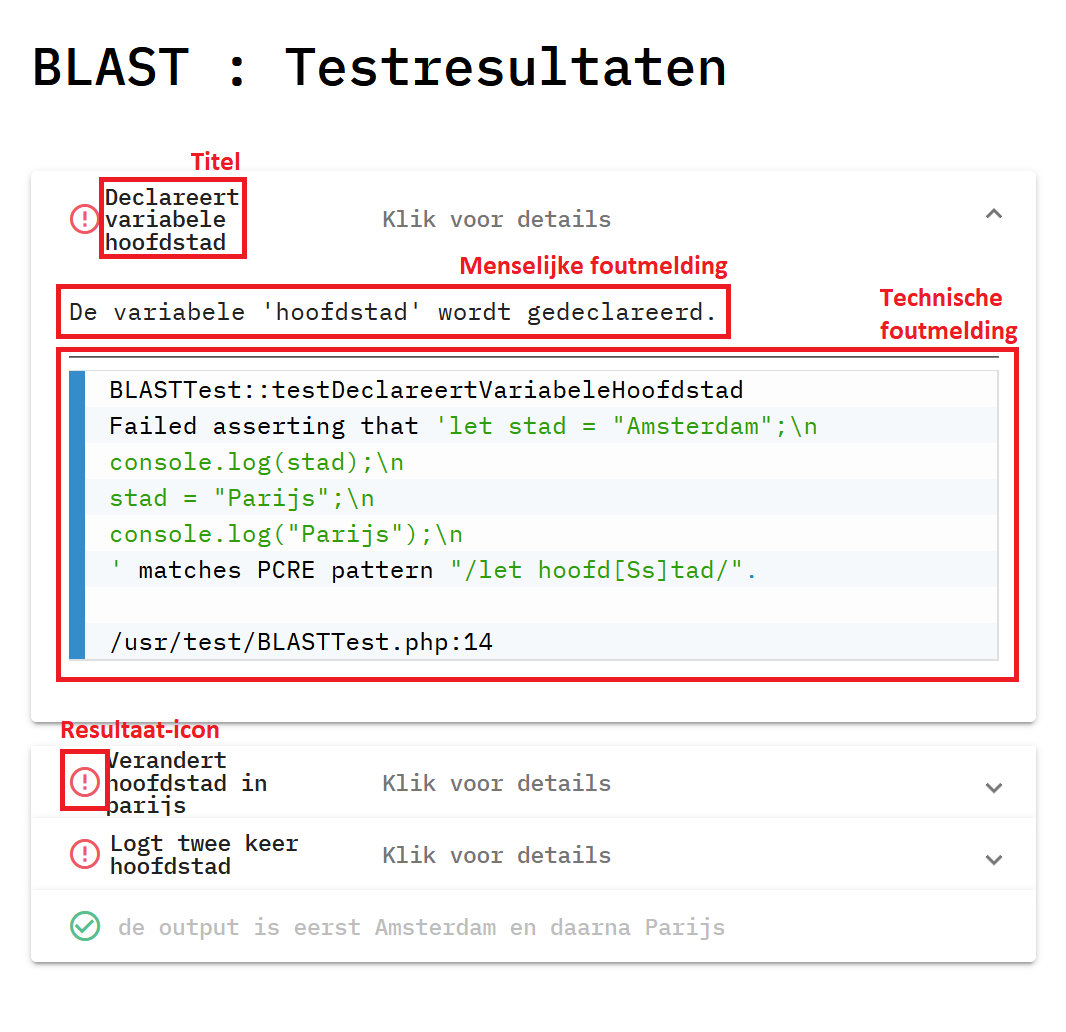 BLAST : Testresultaten
Titel
Declareert
variabele
hoofdstad
Klik voor details
Menselijke foutmelding
De variabele 'hoofdstad' wordt gedeclareerd.
Technische
foutmelding
BLASTTest::testDeclareertVariabeleHoofdstad
Failed asserting that 'let stad = "Amsterdam";\n
console.log(stad);\n
stad = "Parijs";\n
console.log("Parijs");\n
' matches PCRE pattern "/let hoofd[Ss]tad/".
/usr/test/BLASTTest.php:14
Resultaat-icon
Verandert
hoofdstad in
parijs
Klik voor details
Logt twee keer
hoofdstad
Klik voor details
de output is eerst Amsterdam en daarna Parijs